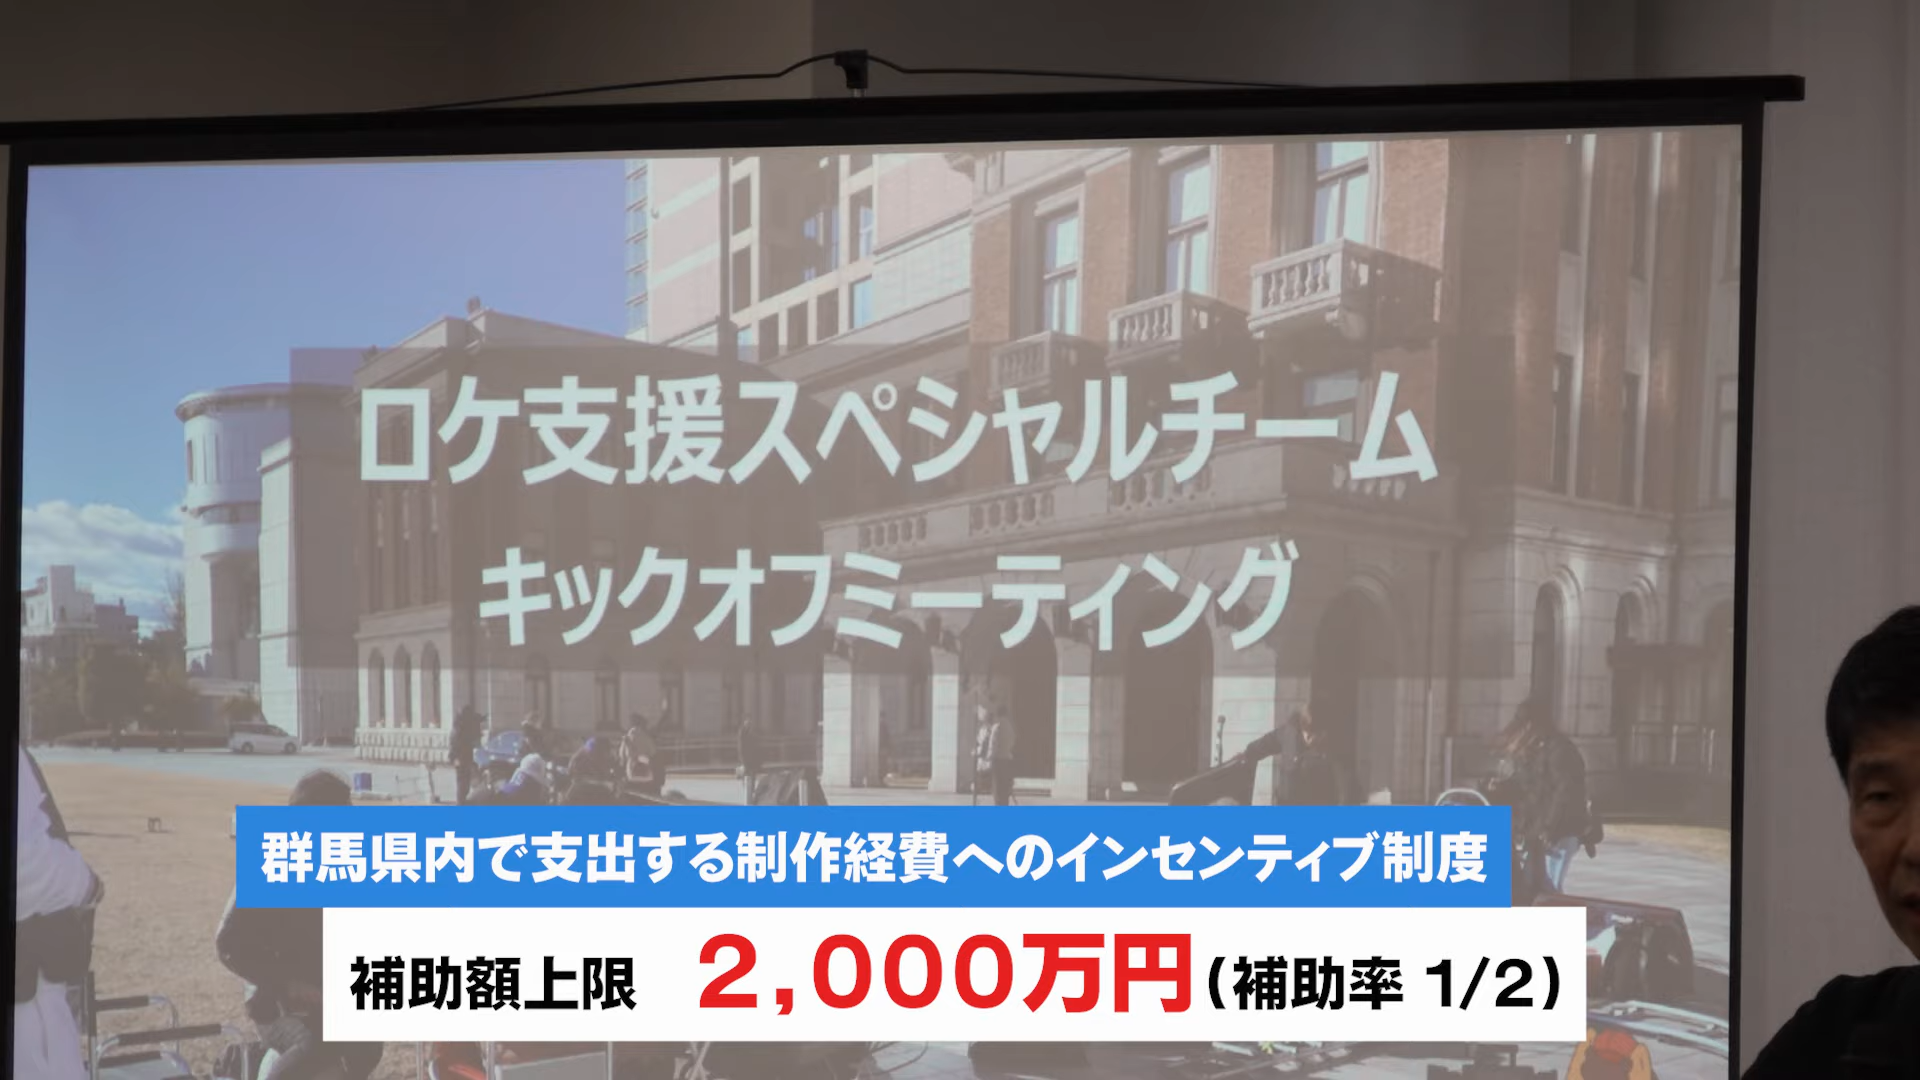 ロケ支援スペシャルチーム
キックオフミーティング
群馬県内で支出する制作経費へのインセンティブ制度
補助額上限 2,000万円（補助率 1/2）